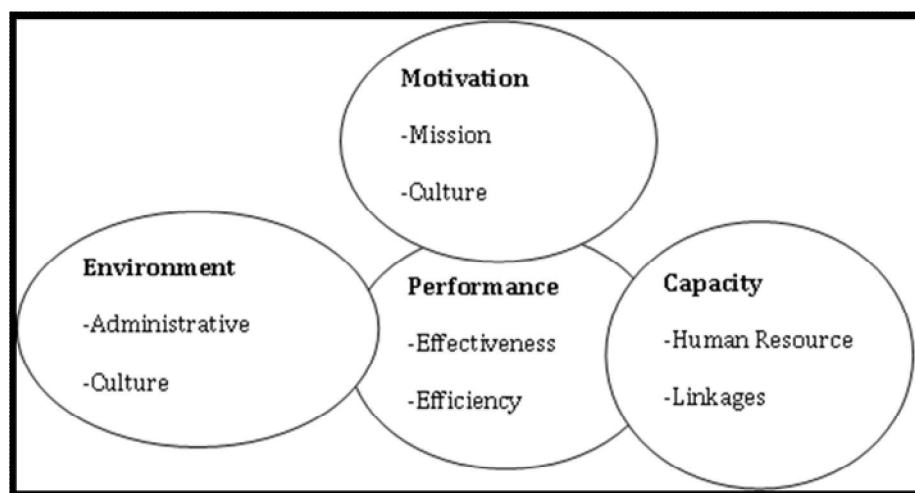 Motivation
-Mission
-Culture
Environment
-Administrative
-Culture
Performance
-Effectiveness
-Efficiency
Capacity
-Human Resource
-Linkages